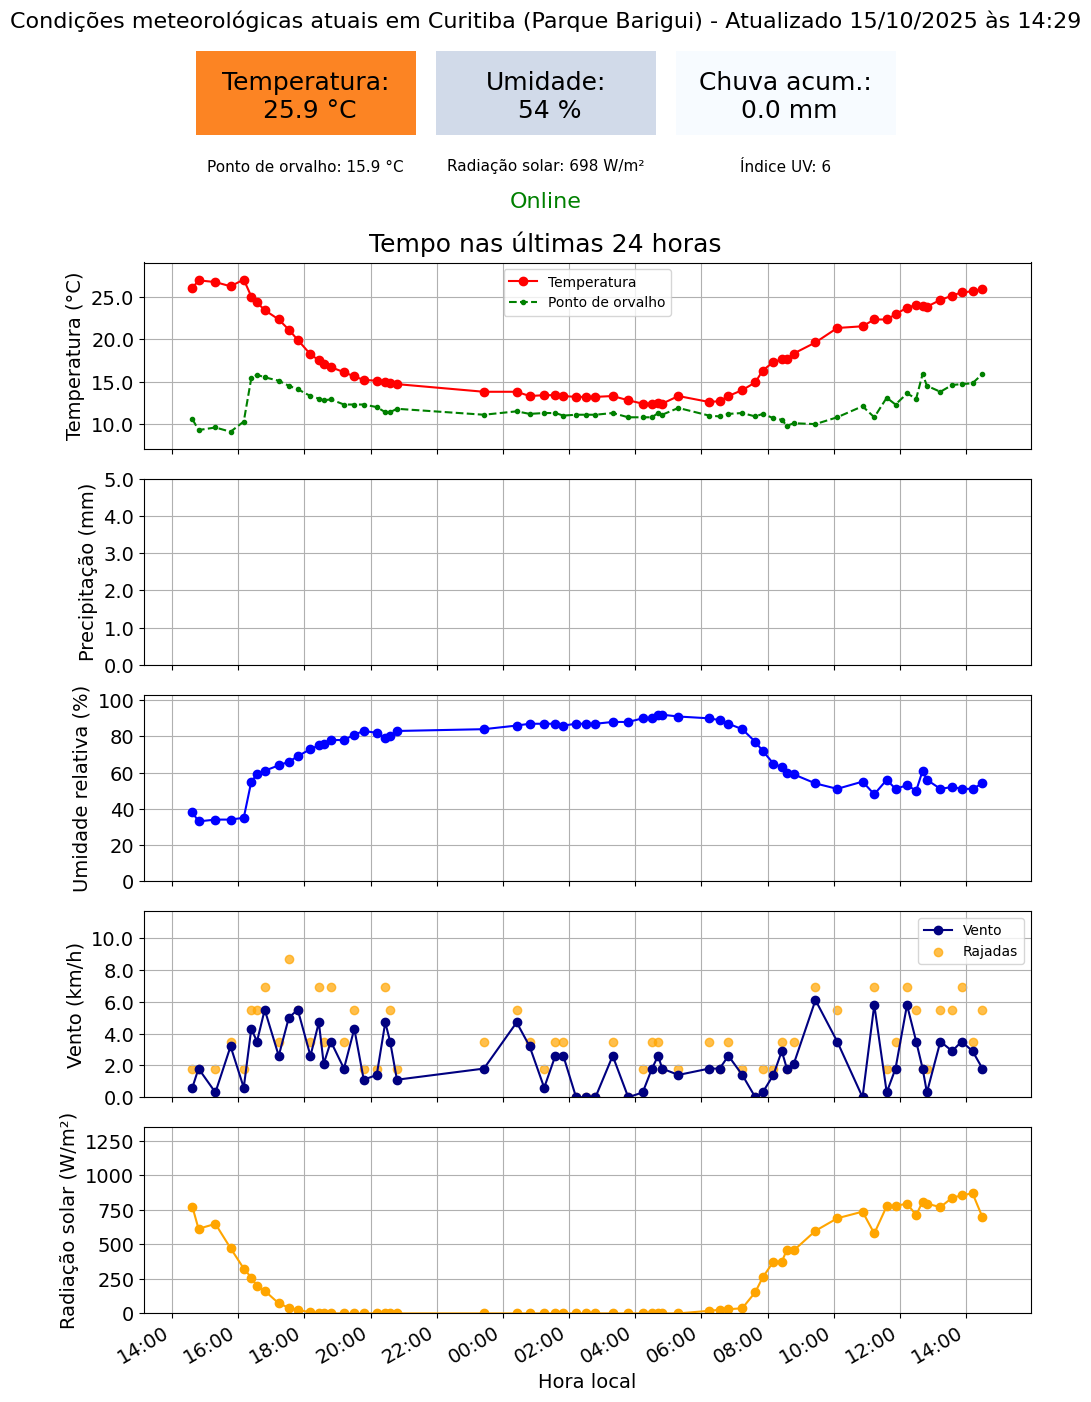 Condições meteorológicas atuais em Curitiba (Parque Barigui) - Atualizado 15/10/2025 às 14:29
Temperatura:
25.9 °C
Umidade:
54 %
Chuva acum.:
0.0 mm
Ponto de orvalho: 15.9 °C
Radiação solar: 698 W/m²
Índice UV: 6
Online
Tempo nas últimas 24 horas
Temperatura (°C)
25.0
20.0
15.0
10.0
Temperatura
Ponto de orvalho
Precipitação (mm)
5.0
4.0
3.0
2.0
1.0
0.0
Umidade relativa (%)
100
80
60
40
20
0
Vento (km/h)
10.0
8.0
6.0
4.0
2.0
0.0
Vento
Rajadas
Radiação solar (W/m²)
1250
1000
750
500
250
0
14:00
16:00
18:00
20:00
22:00
00:00
02:00
04:00
06:00
08:00
10:00
12:00
14:00
Hora local